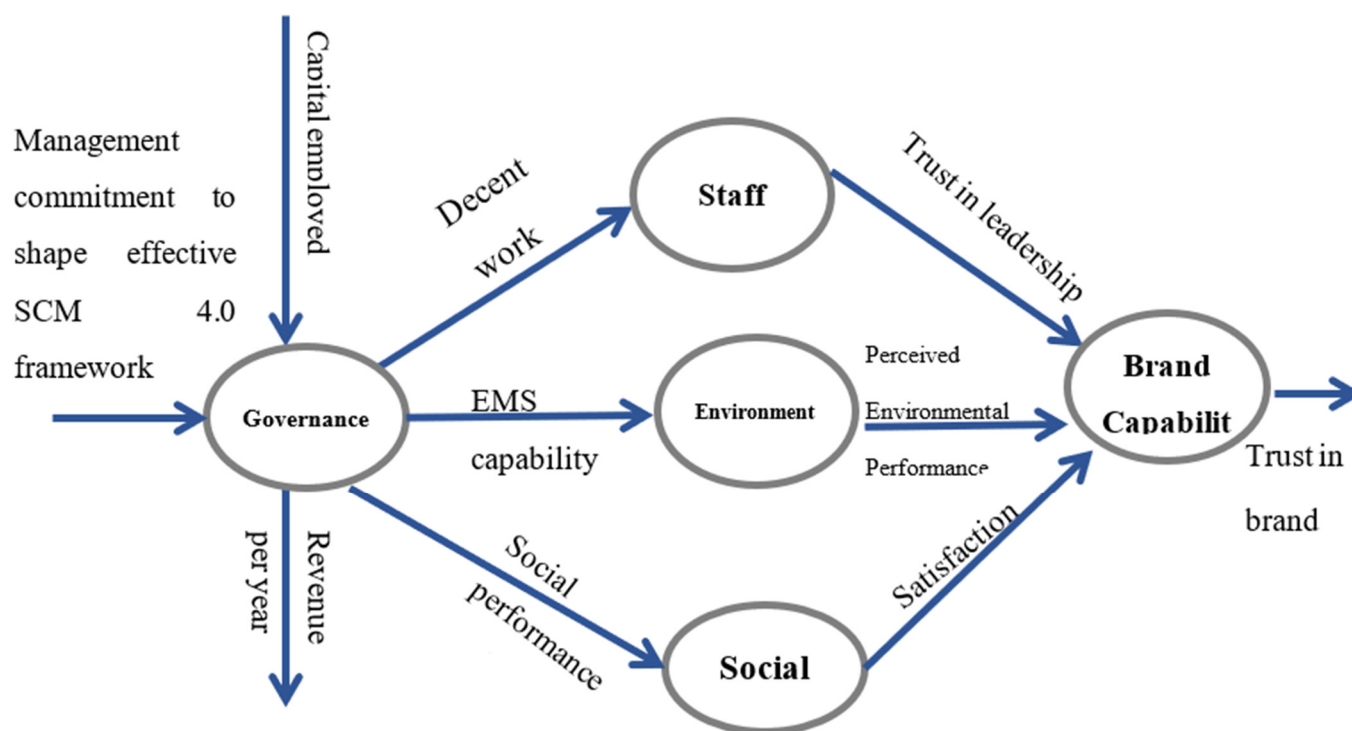 Capital employed
Management
commitment to
shape effective
SCM 4.0
framework
Decent
work
Staff
Trust in leadership
Governance
EMS
capability
Environment
Perceived
Environmental
Performance
Brand
Capabilit
Trust in
brand
Revenue
per year
Social
performance
Social
Satisfaction